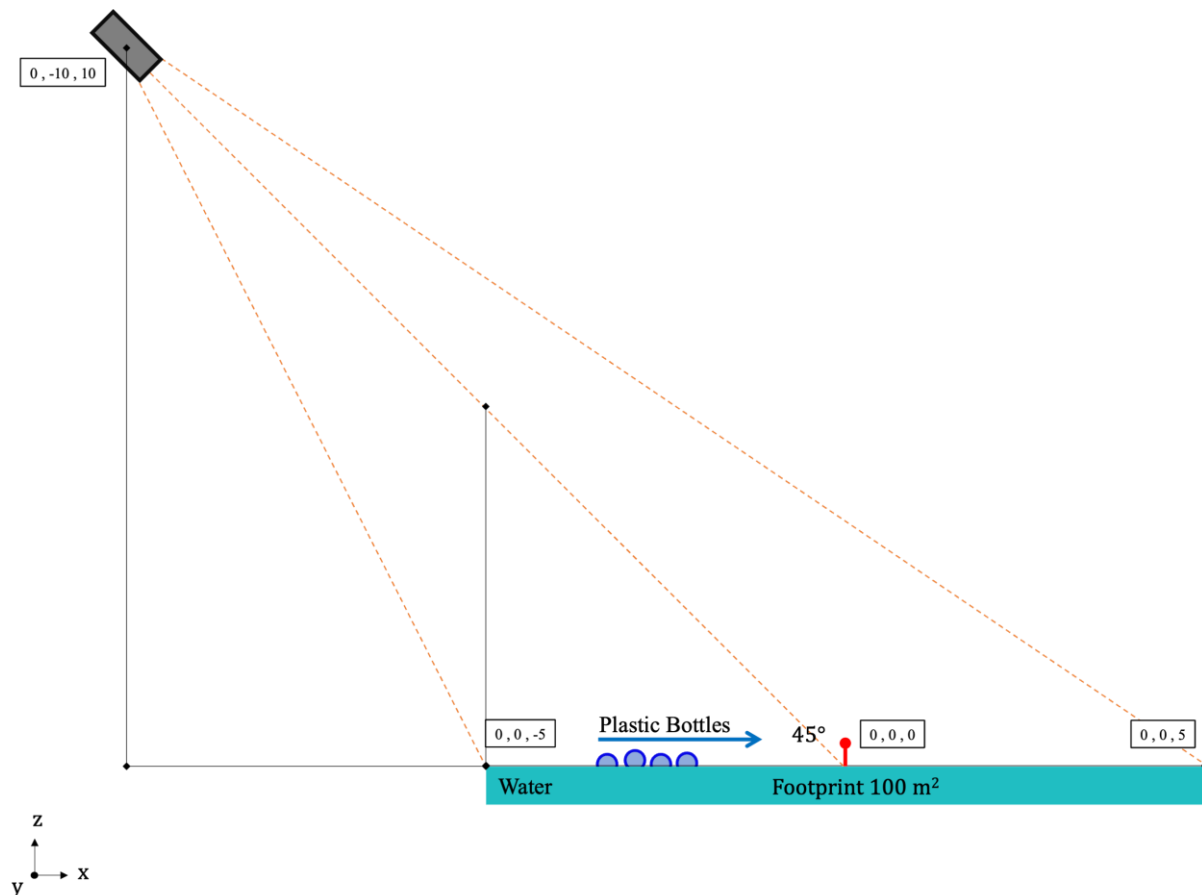 0 , -10 , 10
Plastic Bottles
0 , 0 , -5
45°
0 , 0 , 0
0 , 0 , 5
Water
Footprint 100 m²
z
x
y